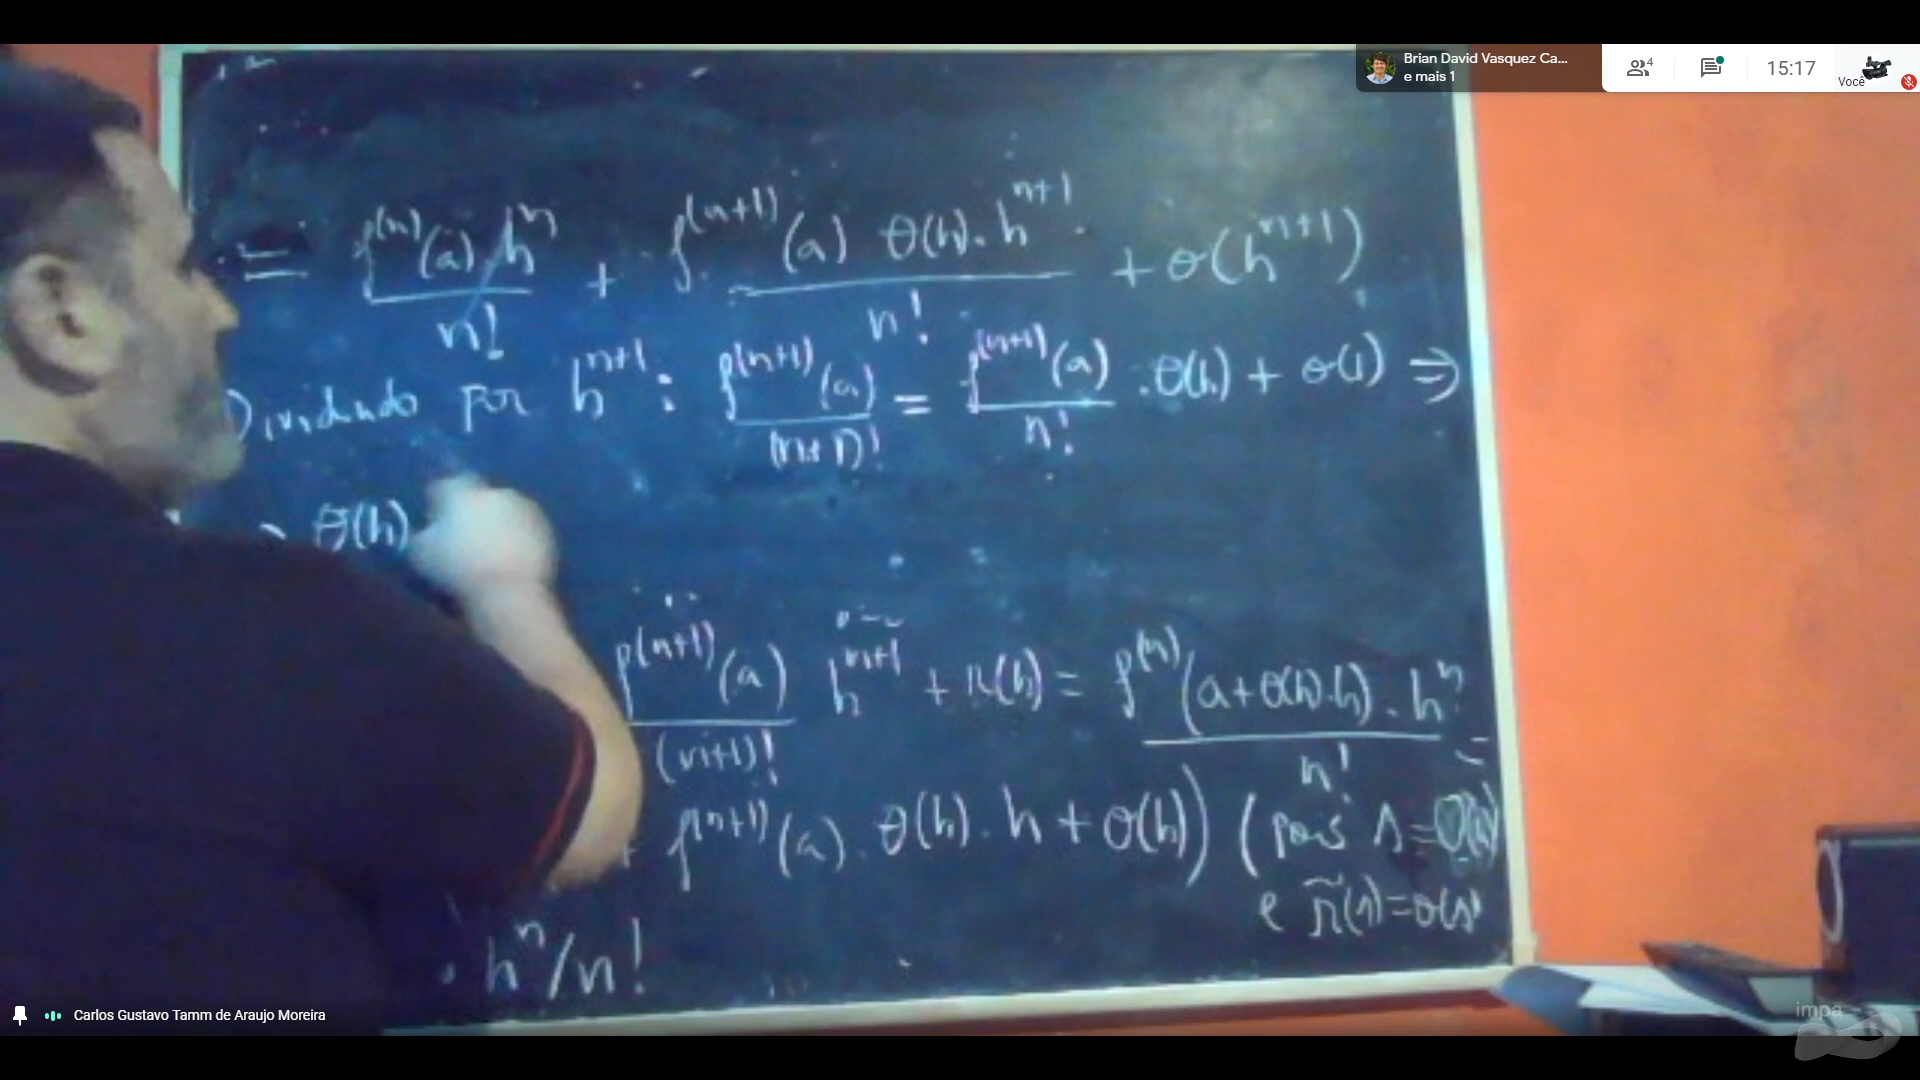 Brian David Vasquez Ca...
e mais 1
4
15:17
Você
= f^(n)(a) h^n / n! + f^(n+1)(a) θ(h)·h^(n+1) / n! + o(h^(n+1))
Dividindo por h^(n+1): f^(n+1)(a) / (n+1)! = f^(n+1)(a) / n! · θ(h) + o(1) ⇒
θ(h)
f^(n+1)(a) / (n+1)! h^(n+1) + r(h) = f^(n)(a+θ(h)·h)·h^n / n! =
+ f^(n+1)(a)·θ(h)·h + o(h)) (pois s=O(h)
e r̃(s)=o(s)
· h^n/n!
Carlos Gustavo Tamm de Araujo Moreira
impa